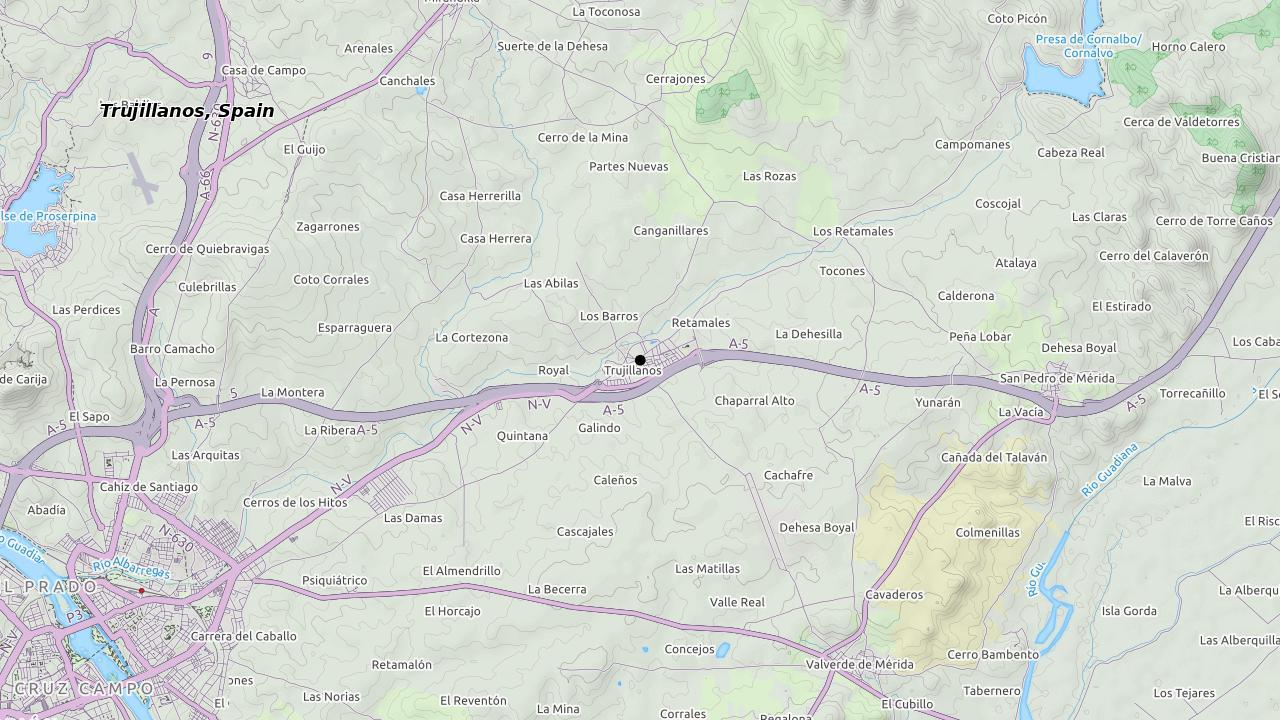 La Toconosa
Coto Picón
Presa de Cornalbo/
Cornalvo
Suerte de la Dehesa
Arenales
Horno Calero
Casa de Campo
Canchales
Cerrajones
Trujillanos, Spain
Cerca de Valdetorres
Cerro de la Mina
Campomanes
El Guijo
Cabeza Real
Buena Cristian
Partes Nuevas
Las Rozas
A-66
Casa Herrerilla
Coscojal
lse de Proserpina
Las Claras
Cerro de Torre Caños
Zagarrones
Canganillares
Los Retamales
Casa Herrera
Cerro de Quiebravigas
Cerro del Calaverón
Atalaya
Tocones
Coto Corrales
Las Abilas
Culebrillas
Calderona
El Estirado
Las Perdices
Los Barros
Retamales
Esparraguera
La Cortezona
La Dehesilla
Peña Lobar
Los Caba
A-5
Barro Camacho
Dehesa Boyal
Royal
Trujillanos
de Carija
La Pernosa
San Pedro de Mérida
La Montera
A-5
Torrecañillo
El So
Chaparral Alto
Yunarán
A-5
N-V
A-5
La Vacía
El Sapo
A-5
A-5
La Ribera
A-5
N-V
Galindo
Quintana
La Arquitas
Cañada del Talaván
Río Guadiana
Cachafre
Caleños
La Malva
Cahíz de Santiago
N-V
Cerros de los Hitos
Abadía
Las Damas
El Risc
Cascajales
Dehesa Boyal
Colmenillas
N-630
Río Albarregas
El Almendrillo
Las Matillas
Psiquiátrico
La Becerra
Río Gu.
L PRADO
Cavaderos
La Alberqu
Valle Real
El Horcajo
Isla Gorda
Carrera del Caballo
Las Alberquilla
Concejos
Cerro Bambento
Retamalón
Valverde de Mérida
CRUZ CAMPO
Tabernero
Los Tejares
Las Norias
El Reventón
El Cubillo
La Mina
Corrales